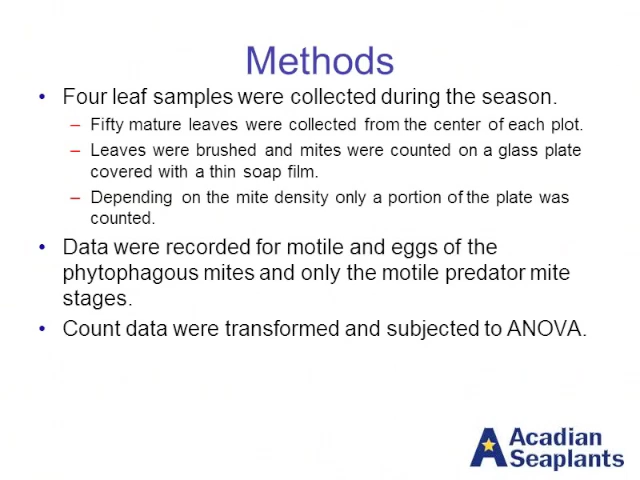 Methods
• Four leaf samples were collected during the season.
– Fifty mature leaves were collected from the center of each plot.
– Leaves were brushed and mites were counted on a glass plate
covered with a thin soap film.
– Depending on the mite density only a portion of the plate was
counted.
• Data were recorded for motile and eggs of the
phytophagous mites and only the motile predator mite
stages.
• Count data were transformed and subjected to ANOVA.
Acadian
Seaplants